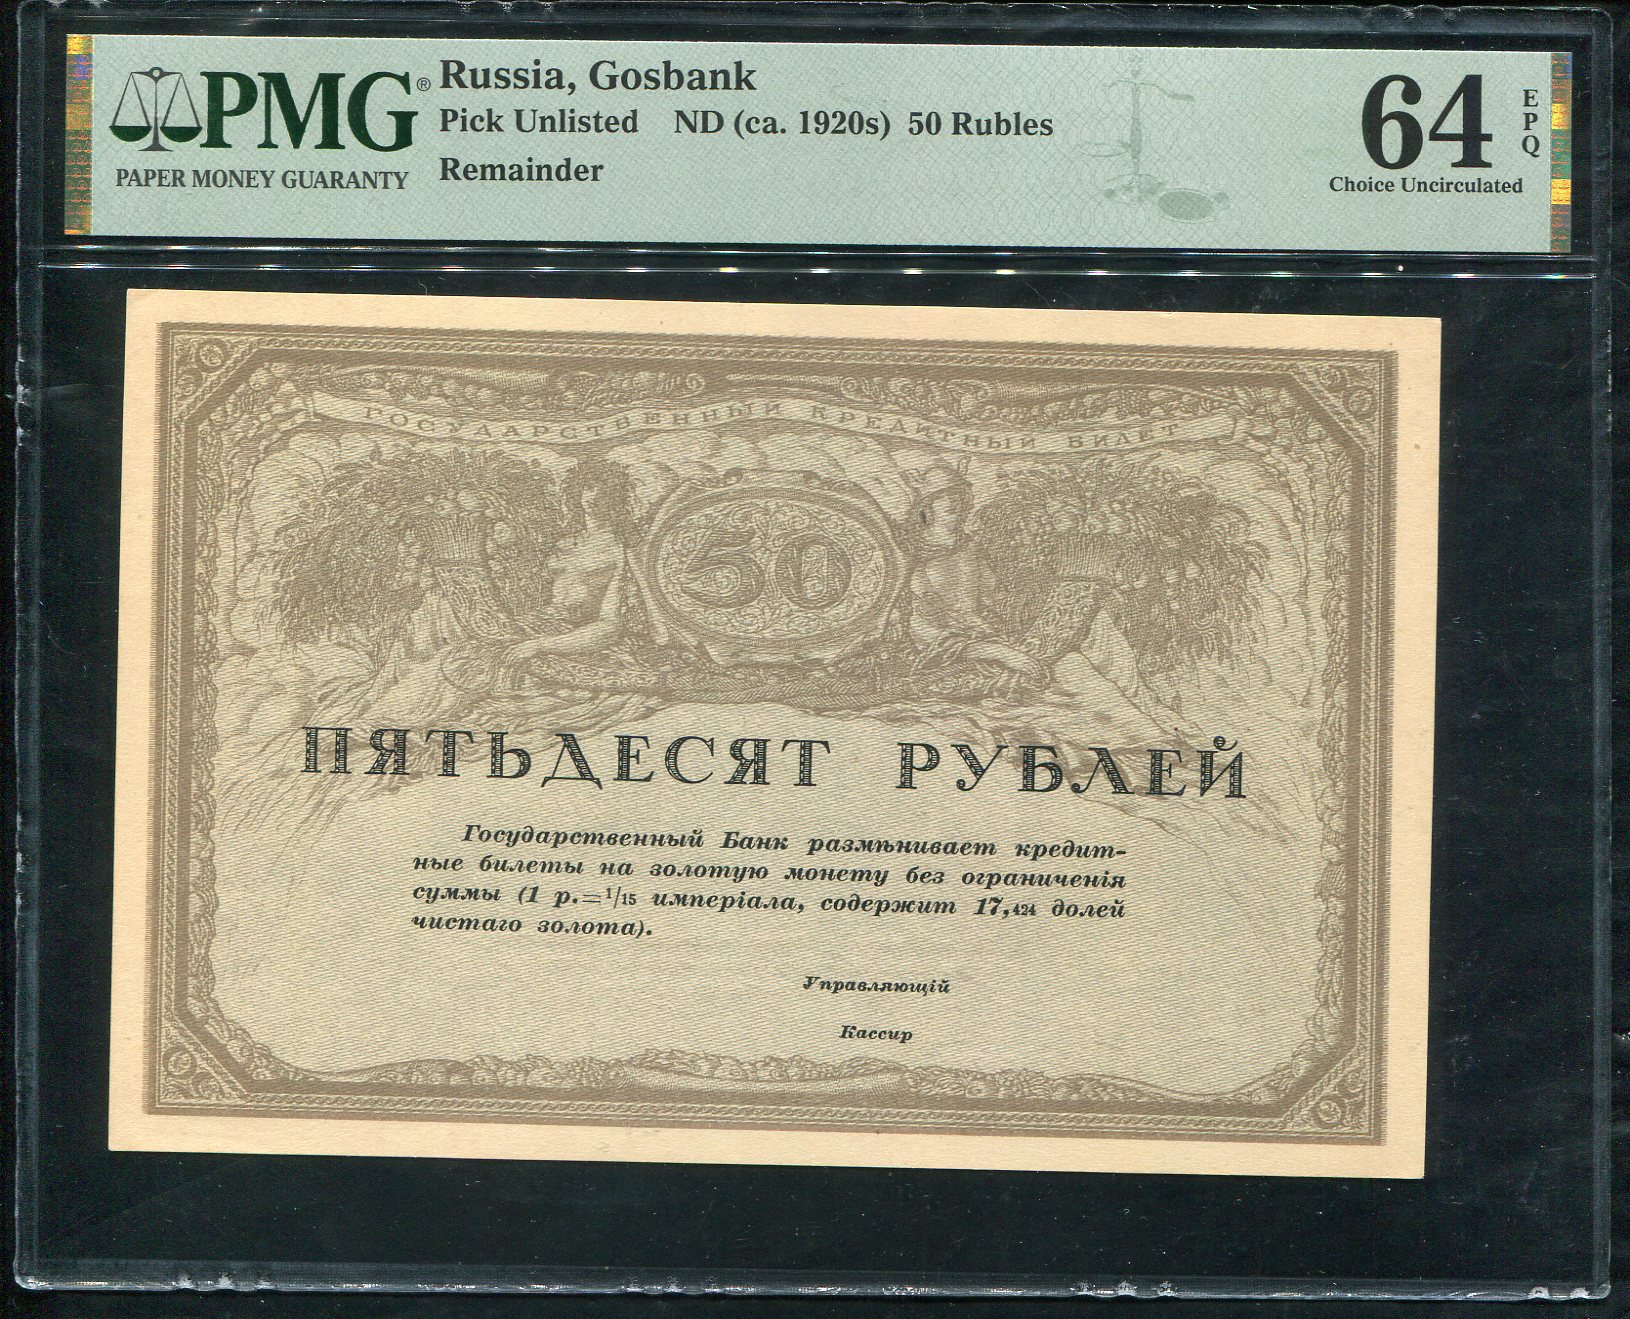 PMG®
PAPER MONEY GUARANTY
Russia, Gosbank
Pick Unlisted ND (ca. 1920s) 50 Rubles
Remainder
64 EPQ
Choice Uncirculated
ГОСУДАРСТВЕННЫЙ КРЕДИТНЫЙ БИЛЕТ
50
ПЯТЬДЕСЯТ РУБЛЕЙ
Государственный Банк размѣнивает кредит-
ные билеты на золотую монету без ограниченія
суммы (1 р.=1/15 имперіала, содержит 17,424 долей
чистаго золота).
Управляющій
Кассир